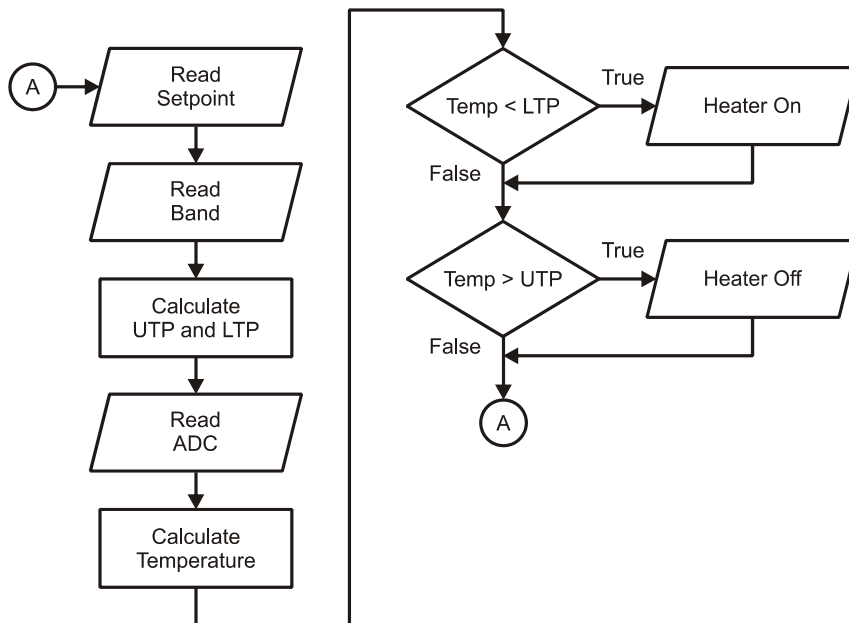 A
Read
Setpoint
Read
Band
Calculate
UTP and LTP
Read
ADC
Calculate
Temperature
Temp < LTP
True
Heater On
False
Temp > UTP
True
Heater Off
False
A